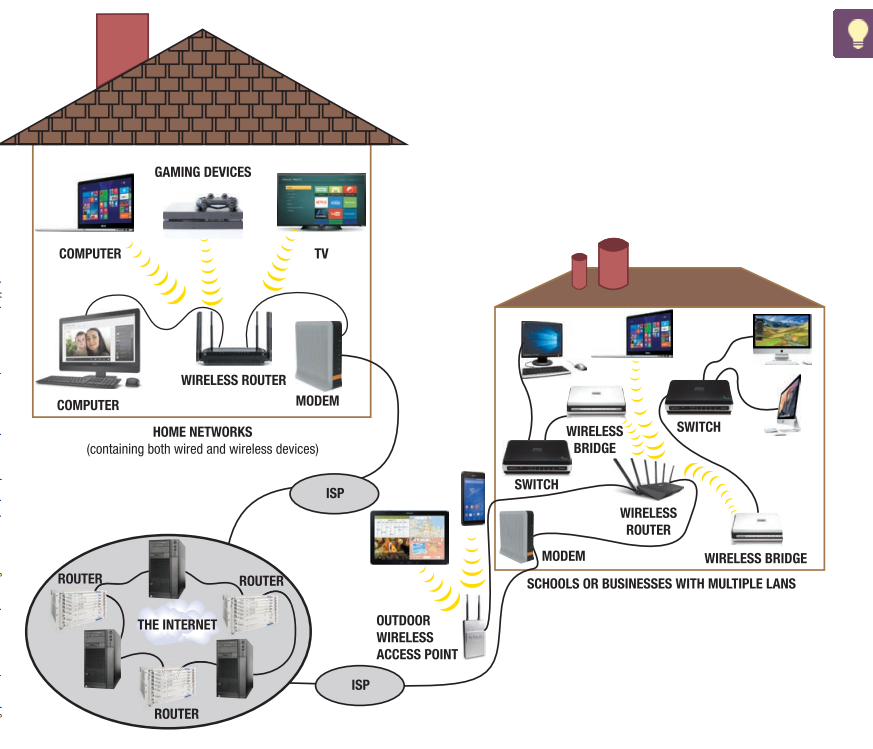 GAMING DEVICES
COMPUTER
TV
WIRELESS ROUTER
COMPUTER
MODEM
HOME NETWORKS
(containing both wired and wireless devices)
WIRELESS
BRIDGE
SWITCH
SWITCH
WIRELESS
ROUTER
MODEM
WIRELESS BRIDGE
SCHOOLS OR BUSINESSES WITH MULTIPLE LANS
ISP
ROUTER
ROUTER
THE INTERNET
ROUTER
OUTDOOR
WIRELESS
ACCESS POINT
ISP